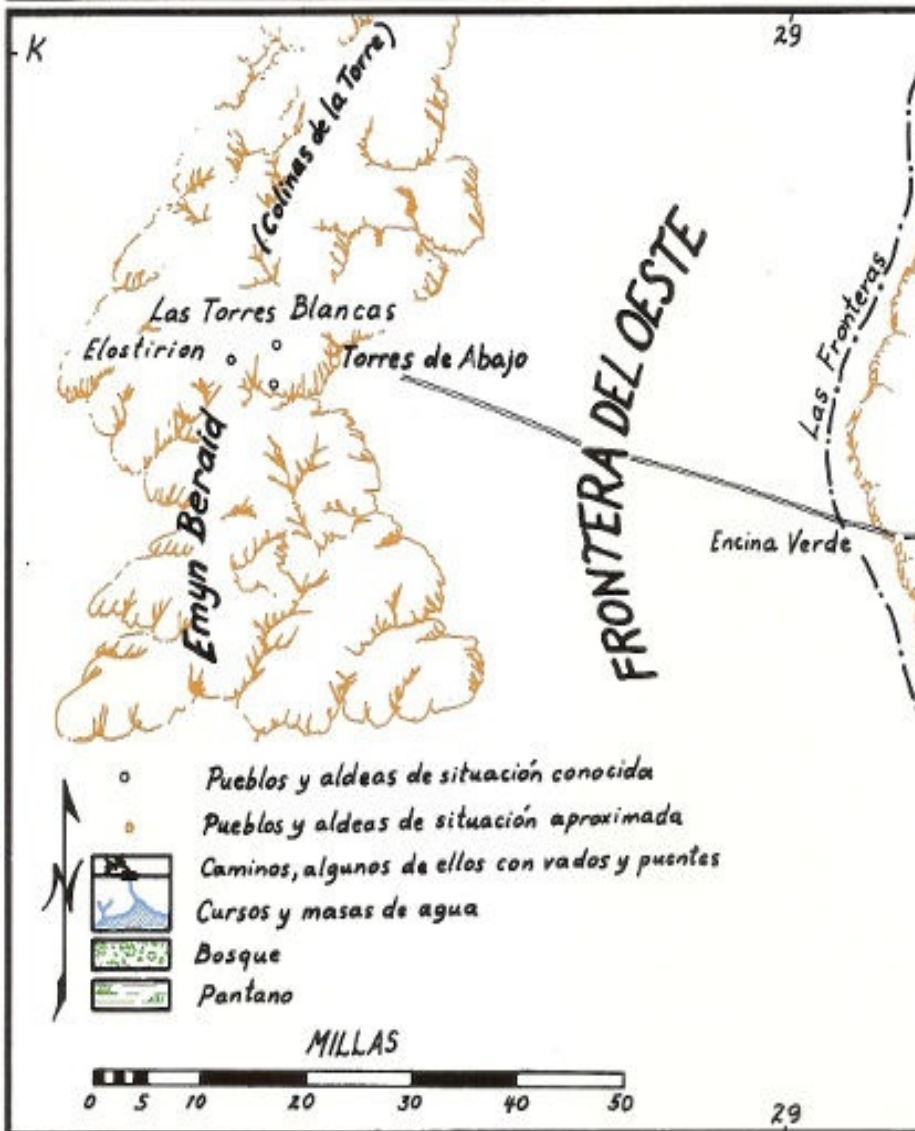 K
29
(Colinas de la Torre)
Las Torres Blancas
Elostirion
Torres de Abajo
Emyn Beraid
FRONTERA DEL OESTE
Las Fronteras
Encina Verde
Pueblos y aldeas de situación conocida
Pueblos y aldeas de situación aproximada
Caminos, algunos de ellos con vados y puentes
Cursos y masas de agua
Bosque
Pantano
N
MILLAS
0 5 10 20 30 40 50
29